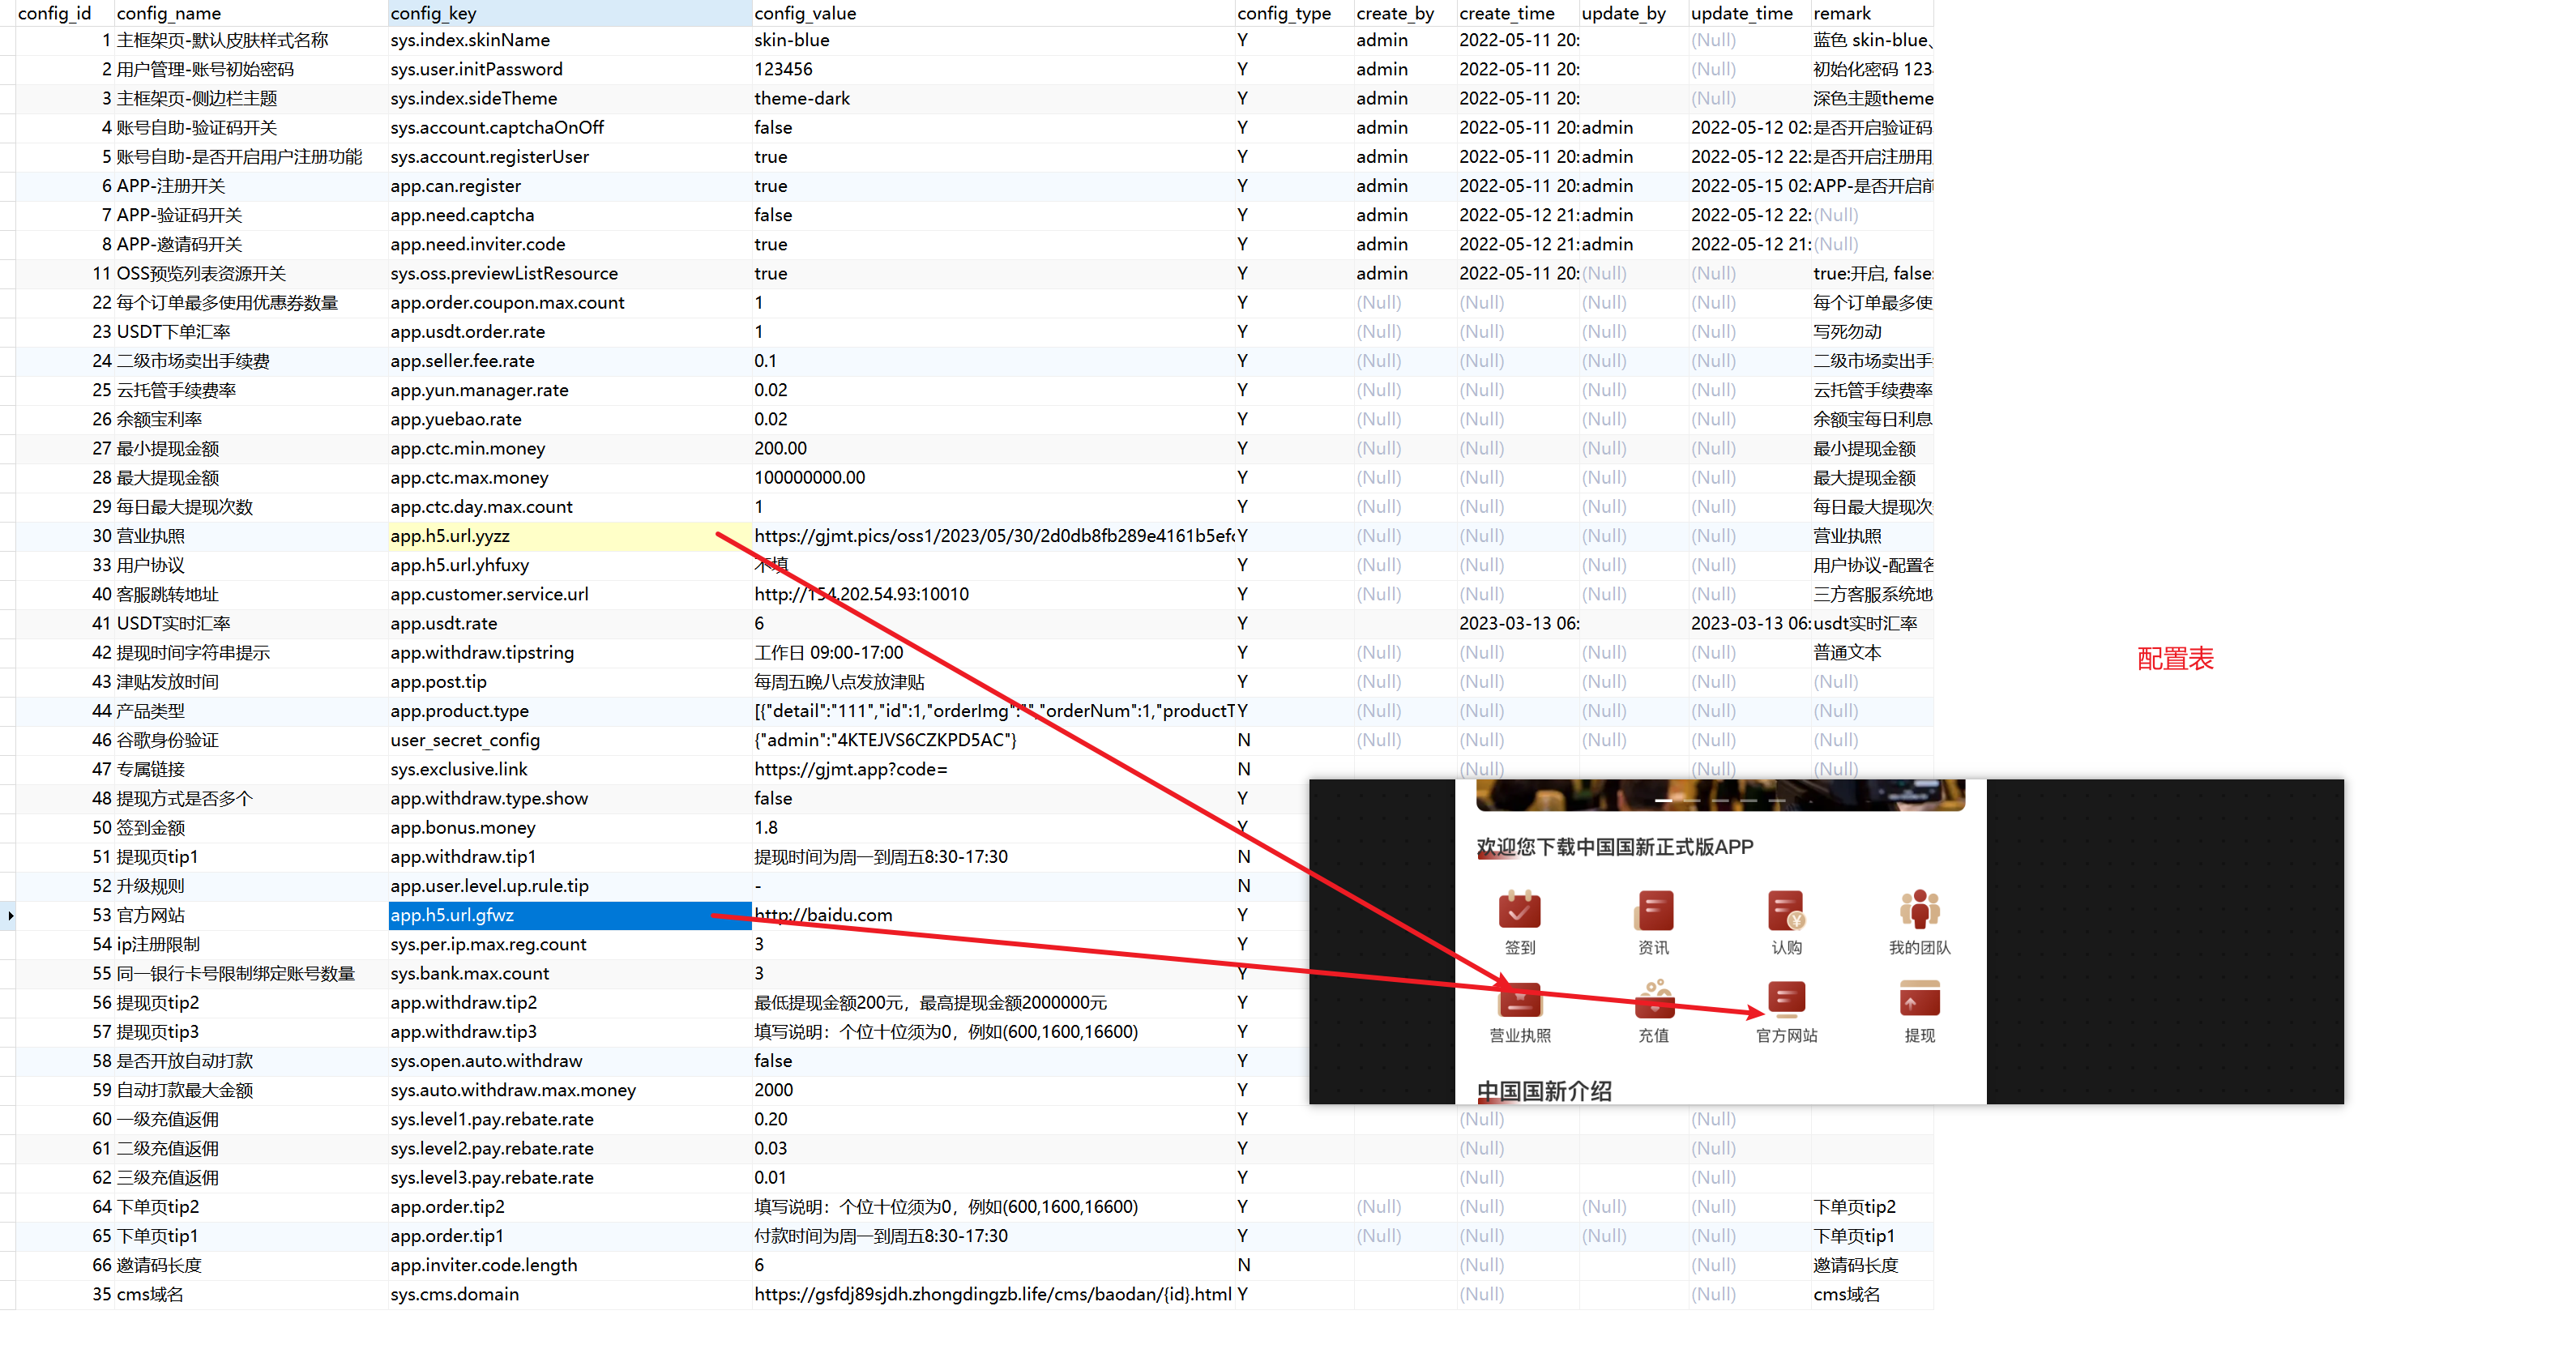 config_id config_name config_key config_value config_type create_by create_time update_by update_time remark
1 主框架页-默认皮肤样式名称 sys.index.skinName skin-blue Y admin 2022-05-11 20: (Null) 蓝色 skin-blue、
2 用户管理-账号初始密码 sys.user.initPassword 123456 Y admin 2022-05-11 20: (Null) 初始化密码 123
3 主框架页-侧边栏主题 sys.index.sideTheme theme-dark Y admin 2022-05-11 20: (Null) 深色主题theme
4 账号自助-验证码开关 sys.account.captchaOnOff false Y admin 2022-05-11 20: admin 2022-05-12 02: 是否开启验证码
5 账号自助-是否开启用户注册功能 sys.account.registerUser true Y admin 2022-05-11 20: admin 2022-05-12 22: 是否开启注册用
6 APP-注册开关 app.can.register true Y admin 2022-05-11 20: admin 2022-05-15 02: APP-是否开启前
7 APP-验证码开关 app.need.captcha false Y admin 2022-05-12 21: admin 2022-05-12 22: (Null)
8 APP-邀请码开关 app.need.inviter.code true Y admin 2022-05-12 21: admin 2022-05-12 21: (Null)
11 OSS预览列表资源开关 sys.oss.previewListResource true Y admin 2022-05-11 20: (Null) (Null) true:开启, false:
22 每个订单最多使用优惠券数量 app.order.coupon.max.count 1 Y (Null) (Null) (Null) (Null) 每个订单最多使
23 USDT下单汇率 app.usdt.order.rate 1 Y (Null) (Null) (Null) (Null) 写死勿动
24 二级市场卖出手续费 app.seller.fee.rate 0.1 Y (Null) (Null) (Null) (Null) 二级市场卖出手
25 云托管手续费率 app.yun.manager.rate 0.02 Y (Null) (Null) (Null) (Null) 云托管手续费率
26 余额宝利率 app.yuebao.rate 0.02 Y (Null) (Null) (Null) (Null) 余额宝每日利息
27 最小提现金额 app.ctc.min.money 200.00 Y (Null) (Null) (Null) (Null) 最小提现金额
28 最大提现金额 app.ctc.max.money 100000000.00 Y (Null) (Null) (Null) (Null) 最大提现金额
29 每日最大提现次数 app.ctc.day.max.count 1 Y (Null) (Null) (Null) (Null) 每日最大提现次
30 营业执照 app.h5.url.yyzz https://gjmt.pics/oss1/2023/05/30/2d0db8fb289e4161b5ef Y (Null) (Null) (Null) (Null) 营业执照
33 用户协议 app.h5.url.yhfuxy 不填 Y (Null) (Null) (Null) (Null) 用户协议-配置名
40 客服跳转地址 app.customer.service.url http://154.202.54.93:10010 Y (Null) (Null) (Null) (Null) 三方客服系统地
41 USDT实时汇率 app.usdt.rate 6 Y 2023-03-13 06: 2023-03-13 06: usdt实时汇率
42 提现时间字符串提示 app.withdraw.tipstring 工作日 09:00-17:00 Y (Null) (Null) (Null) (Null) 普通文本
配置表
43 津贴发放时间 app.post.tip 每周五晚八点发放津贴 Y (Null) (Null) (Null) (Null) (Null)
44 产品类型 app.product.type [{"detail":"111","id":1,"orderImg":"","orderNum":1,"productT Y (Null) (Null) (Null) (Null) (Null)
46 谷歌身份验证 user_secret_config {"admin":"4KTEJVS6CZKPD5AC"} N (Null) (Null) (Null) (Null) (Null)
47 专属链接 sys.exclusive.link https://gjmt.app?code= N (Null) (Null) (Null)
48 提现方式是否多个 app.withdraw.type.show false Y
50 签到金额 app.bonus.money 1.8 Y
51 提现页tip1 app.withdraw.tip1 提现时间为周一到周五8:30-17:30 N
52 升级规则 app.user.level.up.rule.tip - N
53 官方网站 app.h5.url.gfwz http://baidu.com Y
54 ip注册限制 sys.per.ip.max.reg.count 3 Y
55 同一银行卡号限制绑定账号数量 sys.bank.max.count 3 Y
56 提现页tip2 app.withdraw.tip2 最低提现金额200元，最高提现金额2000000元 Y
57 提现页tip3 app.withdraw.tip3 填写说明：个位十位须为0，例如(600,1600,16600) Y
58 是否开放自动打款 sys.open.auto.withdraw false Y
59 自动打款最大金额 sys.auto.withdraw.max.money 2000 Y
欢迎您下载中国国新正式版APP
签到 资讯 认购 我的团队
营业执照 充值 官方网站 提现
中国国新介绍
60 一级充值返佣 sys.level1.pay.rebate.rate 0.20 Y (Null) (Null)
61 二级充值返佣 sys.level2.pay.rebate.rate 0.03 Y (Null) (Null)
62 三级充值返佣 sys.level3.pay.rebate.rate 0.01 Y (Null) (Null)
64 下单页tip2 app.order.tip2 填写说明：个位十位须为0，例如(600,1600,16600) Y (Null) (Null) (Null) (Null) 下单页tip2
65 下单页tip1 app.order.tip1 付款时间为周一到周五8:30-17:30 Y (Null) (Null) (Null) (Null) 下单页tip1
66 邀请码长度 app.inviter.code.length 6 N (Null) (Null) 邀请码长度
35 cms域名 sys.cms.domain https://gsfdj89sjdh.zhongdingzb.life/cms/baodan/{id}.html Y (Null) (Null) cms域名